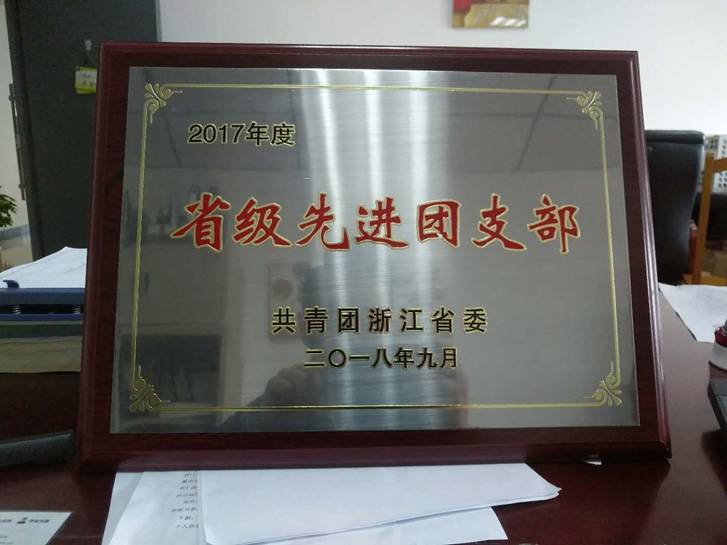 2017年度
省级先进团支部
共青团浙江省委
二〇一八年九月